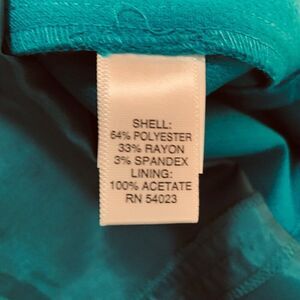 SHELL:
64% POLYESTER
33% RAYON
3% SPANDEX
LINING:
100% ACETATE
RN 54023